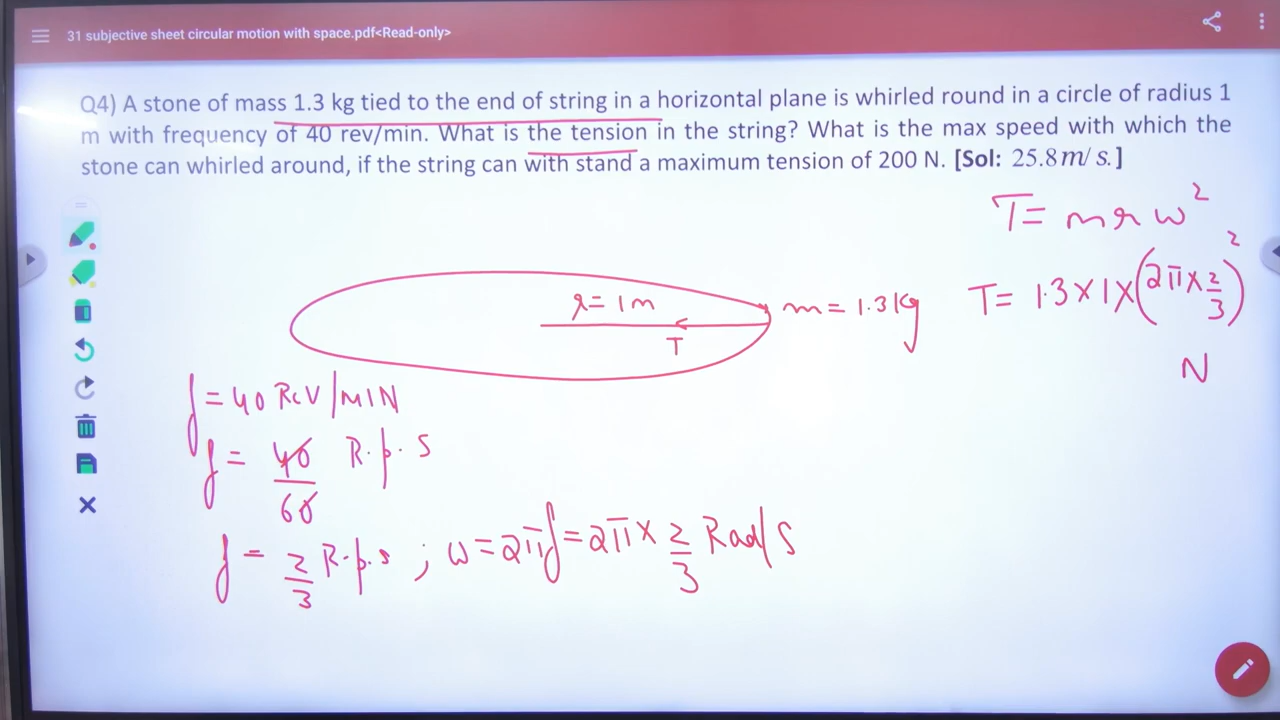 31 subjective sheet circular motion with space.pdf<Read-only>
Q4) A stone of mass 1.3 kg tied to the end of string in a horizontal plane is whirled round in a circle of radius 1
m with frequency of 40 rev/min. What is the tension in the string? What is the max speed with which the
stone can whirled around, if the string can with stand a maximum tension of 200 N. [Sol: 25.8m/s.]
T= mrω²
T= 1.3×1×(2π×2/3)²
N
r= 1m
m= 1.3Kg
T
f=40 Rev/MIN
f= 40/60 R.p.s
f= 2/3 R.p.s ; ω=2πf=2π× 2/3 Rad/s